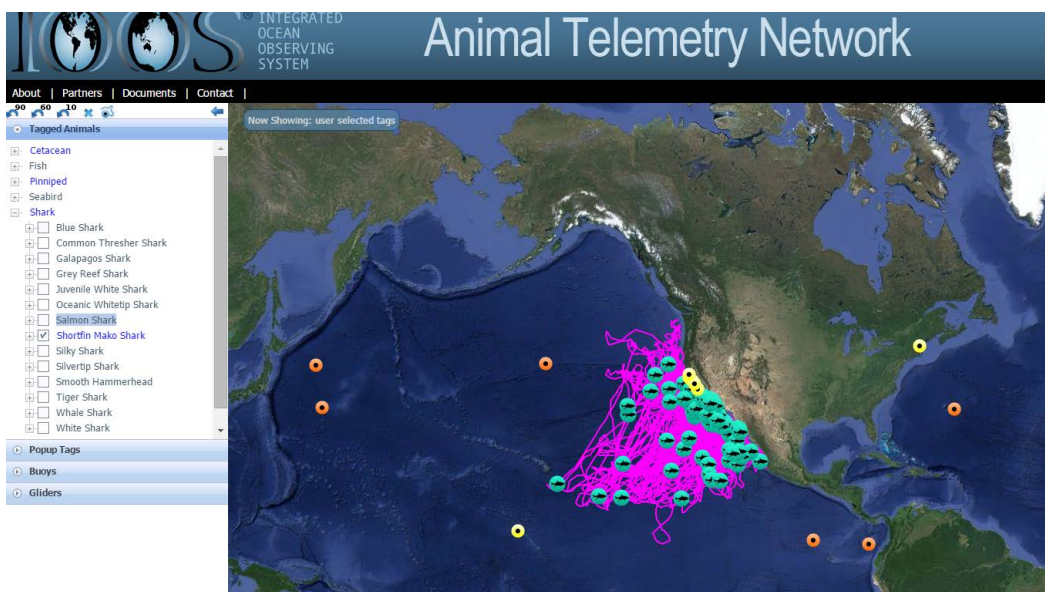 IOOS ® INTEGRATED
OCEAN
OBSERVING
SYSTEM
Animal Telemetry Network
About | Partners | Documents | Contact |
90 60 10
Tagged Animals
Now Showing: user selected tags
Cetacean
Fish
Pinniped
Seabird
Shark
Blue Shark
Common Thresher Shark
Galapagos Shark
Grey Reef Shark
Juvenile White Shark
Oceanic Whitetip Shark
Salmon Shark
Shortfin Mako Shark
Silky Shark
Silvertip Shark
Smooth Hammerhead
Tiger Shark
Whale Shark
White Shark
Popup Tags
Buoys
Gliders